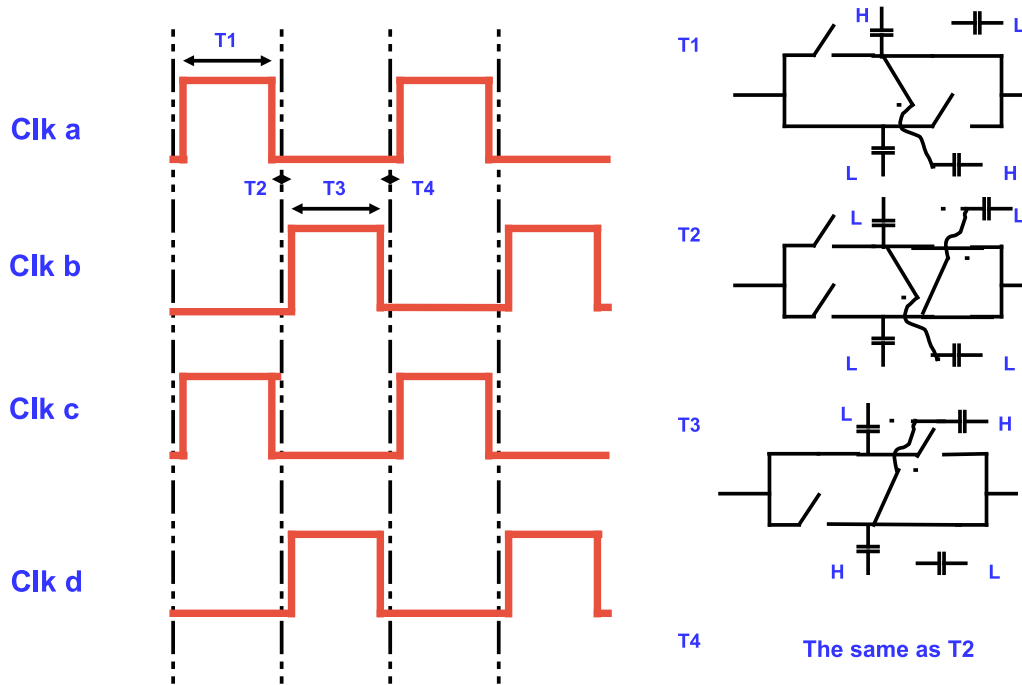 T1
Clk a
T2
T3
T4
Clk b
Clk c
Clk d
T1
H
L
L
H
T2
L
L
L
L
T3
L
H
H
L
T4
The same as T2